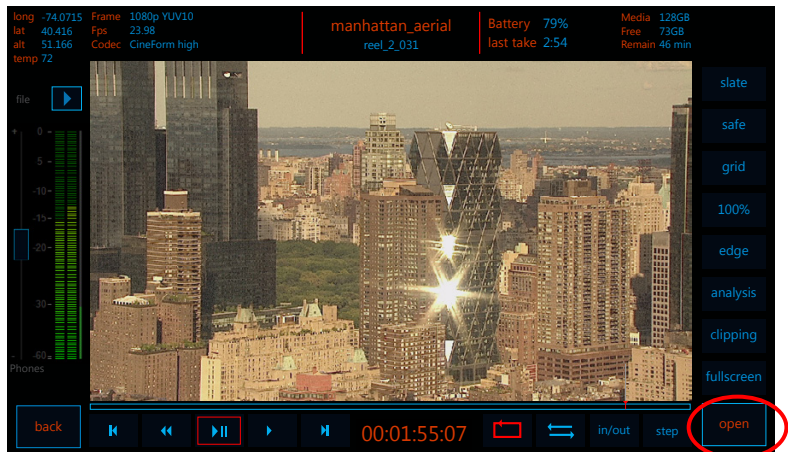 long -74.0715
lat 40.416
alt 51.166
temp 72
Frame 1080p YUV10
Fps 23.98
Codec CineForm high
manhattan_aerial
reel_2_031
Battery 79%
last take 2:54
Media 128GB
Free 73GB
Remain 46 min
file
+ 0 -
5 -
-10-
-15-
-20-
30-
- -60-
Phones
slate
safe
grid
100%
edge
analysis
clipping
fullscreen
back
00:01:55:07
in/out
step
open